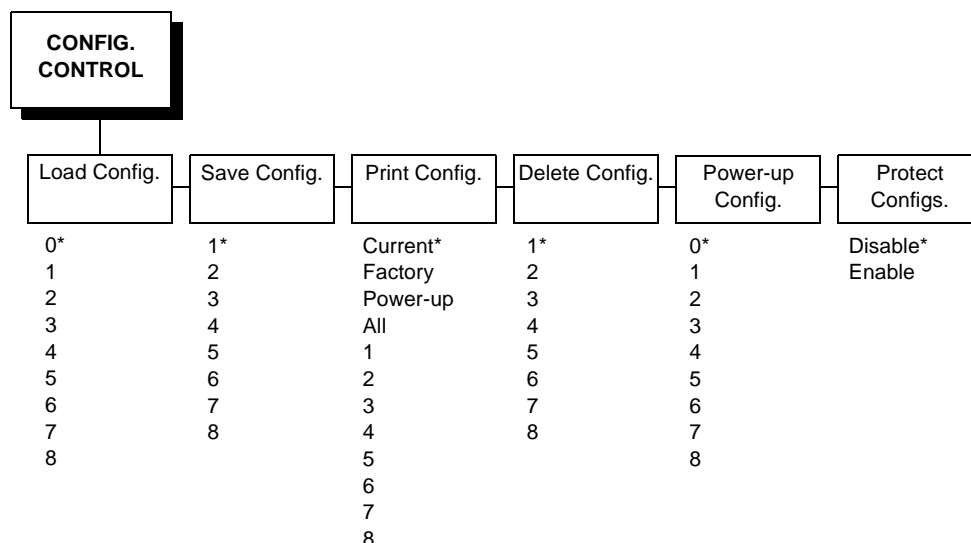 CONFIG.
CONTROL
Load Config.
0*
1
2
3
4
5
6
7
8
Save Config.
1*
2
3
4
5
6
7
8
Print Config.
Current*
Factory
Power-up
All
1
2
3
4
5
6
7
8
Delete Config.
1*
2
3
4
5
6
7
8
Power-up
Config.
0*
1
2
3
4
5
6
7
8
Protect
Configs.
Disable*
Enable